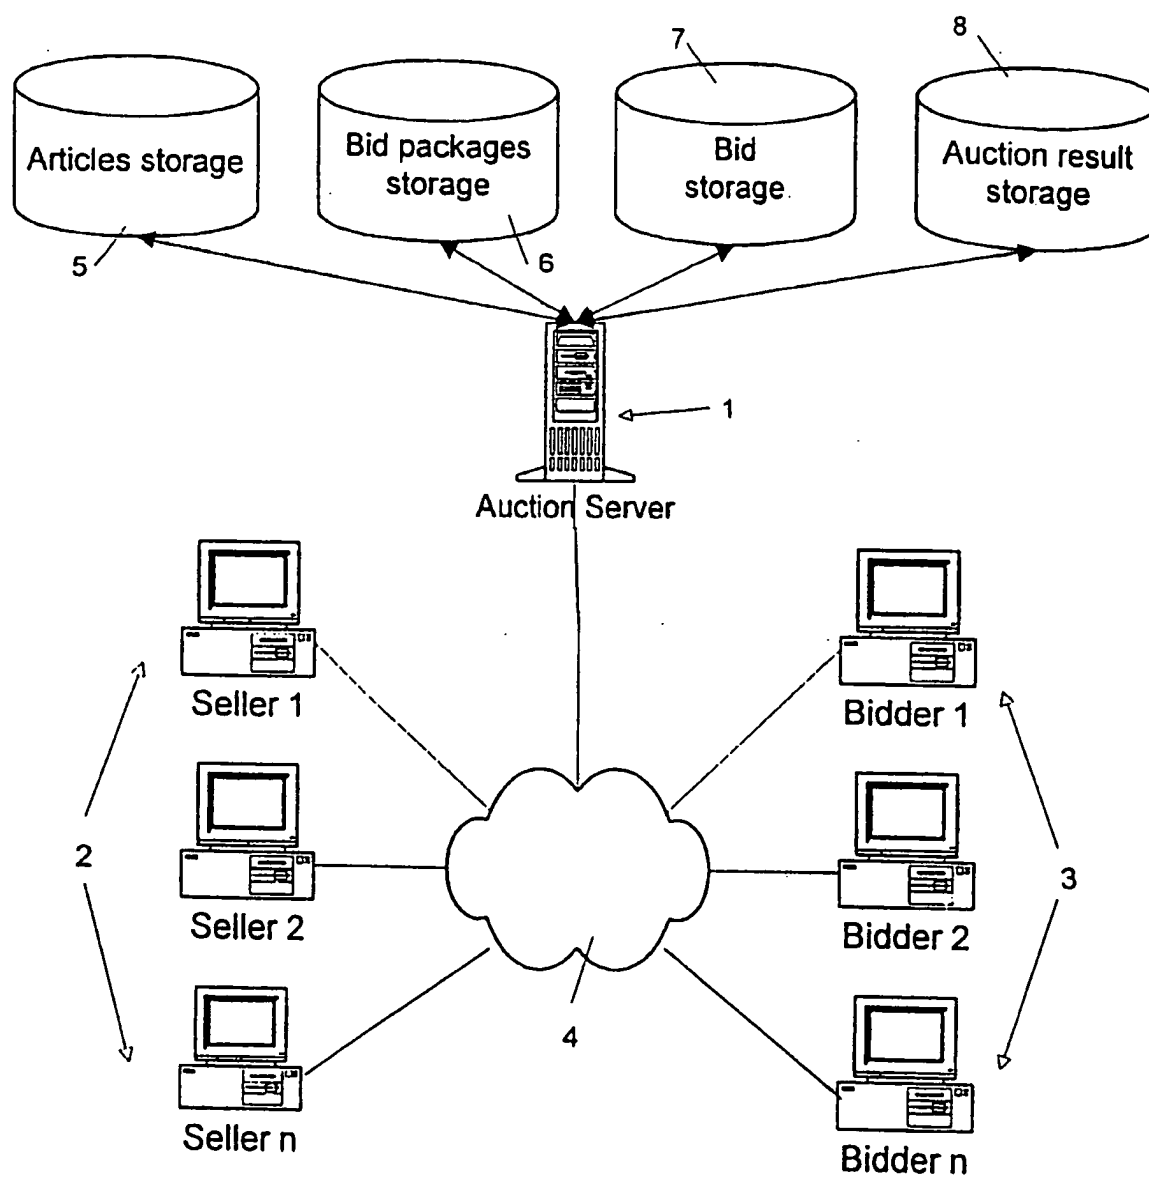 7
8
Articles storage
Bid packages
storage
Bid
storage
Auction result
storage
5
6
1
Auction Server
Seller 1
Bidder 1
2
Seller 2
3
Bidder 2
4
Seller n
Bidder n